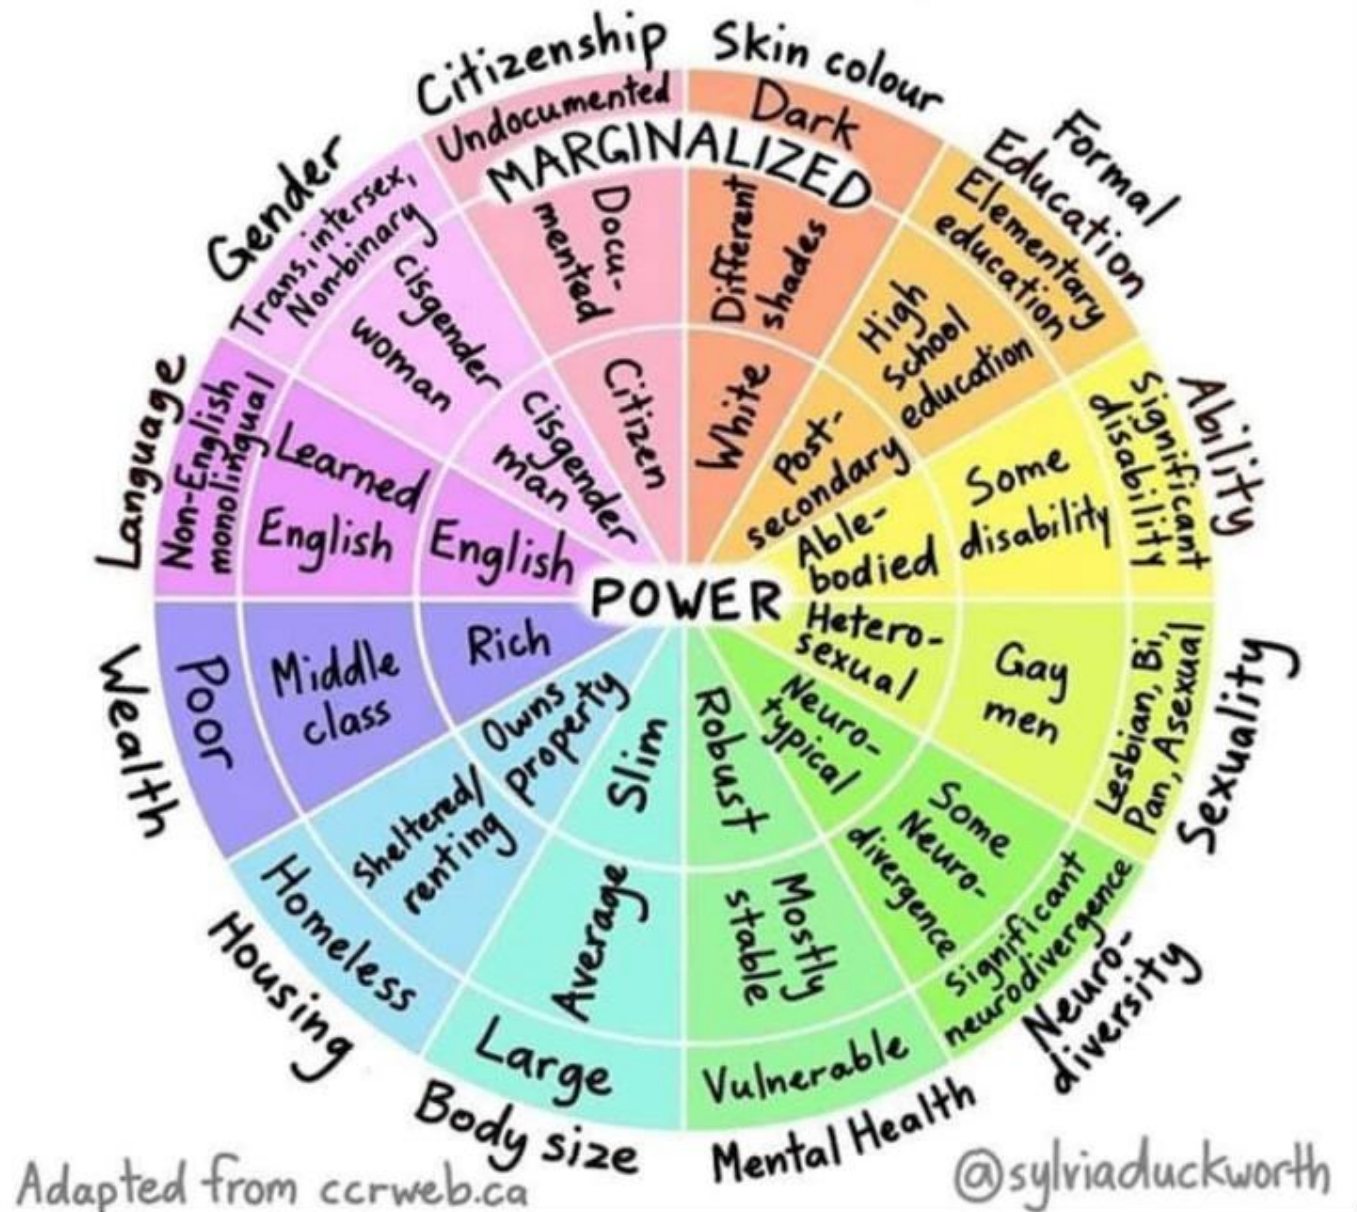 Citizenship
Undocumented
Docu-
mented
Citizen
Skin colour
Dark
Different
shades
White
Formal
Education
Elementary
education
High
School
education
Post-
secondary
Ability
Significant
disability
Some
disability
Able-
bodied
Sexuality
Lesbian, Bi,
Pan, Asexual
Gay
men
Hetero-
sexual
Neuro-
diversity
Significant
neurodivergence
Some
Neuro-
divergence
Neuro-
typical
Mental Health
Vulnerable
Mostly
stable
Robust
Body size
Large
Average
Slim
Housing
Homeless
Sheltered/
renting
Owns
property
Wealth
Poor
Middle
class
Rich
Language
Non-English
monolingual
Learned
English
English
Gender
Trans, intersex,
Non-binary
cisgender
woman
cisgender
man
MARGINALIZED
POWER
Adapted from ccrweb.ca
@sylviaduckworth